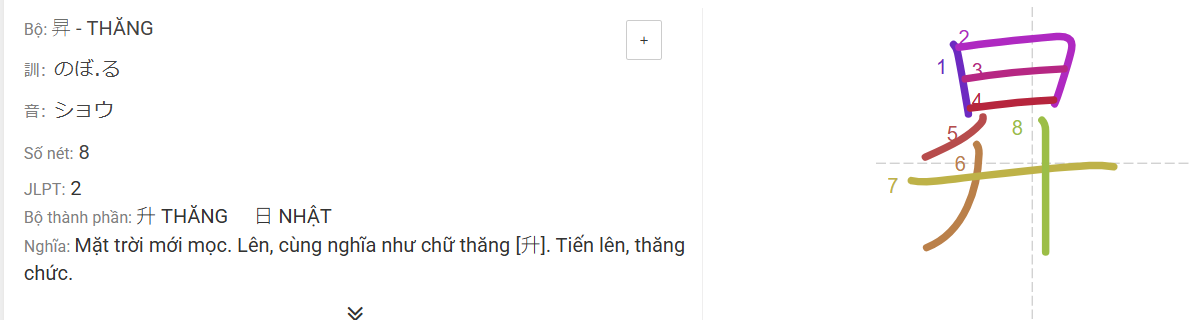 Bộ: 昇 - THĂNG
+
訓: のぼ.る
音: ショウ
Số nét: 8
JLPT: 2
Bộ thành phần: 升 THĂNG 日 NHẬT
Nghĩa: Mặt trời mới mọc. Lên, cùng nghĩa như chữ thăng [升]. Tiến lên, thăng
chức.
昇
1
2
3
4
5
6
7
8